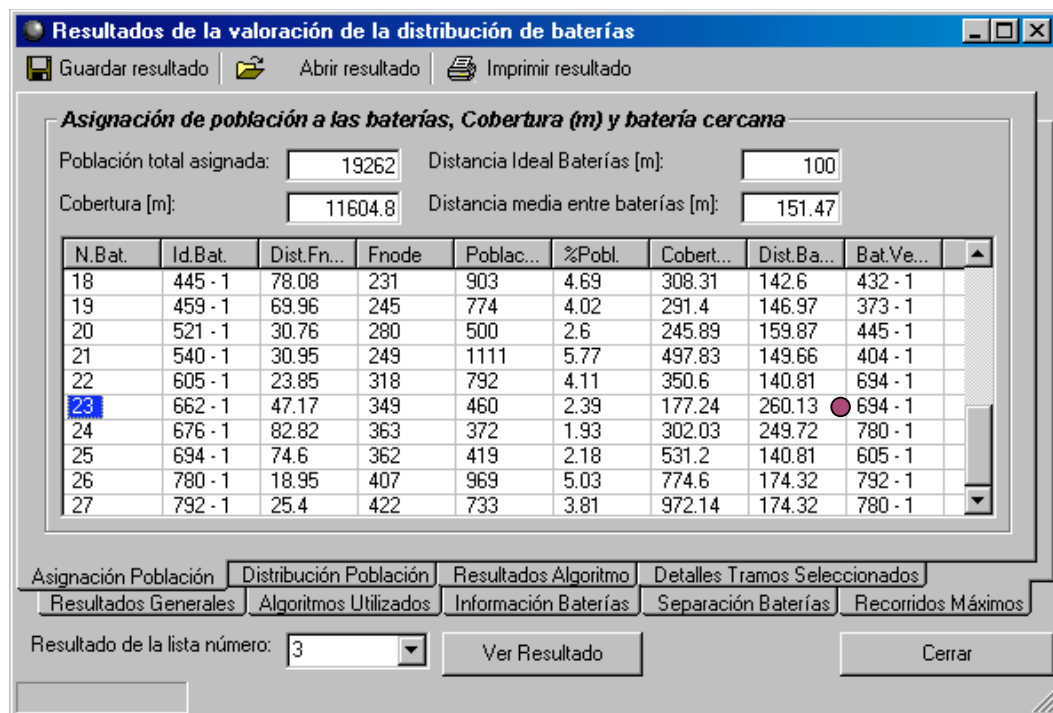 Resultados de la valoración de la distribución de baterías
Guardar resultado Abrir resultado Imprimir resultado
Asignación de población a las baterías, Cobertura (m) y batería cercana
Población total asignada: 19262 Distancia Ideal Baterías [m]: 100
Cobertura [m]: 11604.8 Distancia media entre baterías [m]: 151.47
N.Bat. Id.Bat. Dist.Fn... Fnode Poblac... %Pobl. Cobert... Dist.Ba... Bat.Ve...
18 445 - 1 78.08 231 903 4.69 308.31 142.6 432 - 1
19 459 - 1 69.96 245 774 4.02 291.4 146.97 373 - 1
20 521 - 1 30.76 280 500 2.6 245.89 159.87 445 - 1
21 540 - 1 30.95 249 1111 5.77 497.83 149.66 404 - 1
22 605 - 1 23.85 318 792 4.11 350.6 140.81 694 - 1
23 662 - 1 47.17 349 460 2.39 177.24 260.13 694 - 1
24 676 - 1 82.82 363 372 1.93 302.03 249.72 780 - 1
25 694 - 1 74.6 362 419 2.18 531.2 140.81 605 - 1
26 780 - 1 18.95 407 969 5.03 774.6 174.32 792 - 1
27 792 - 1 25.4 422 733 3.81 972.14 174.32 780 - 1
Asignación Población Distribución Población Resultados Algoritmo Detalles Tramos Seleccionados
Resultados Generales Algoritmos Utilizados Información Baterías Separación Baterías Recorridos Máximos
Resultado de la lista número: 3 Ver Resultado Cerrar